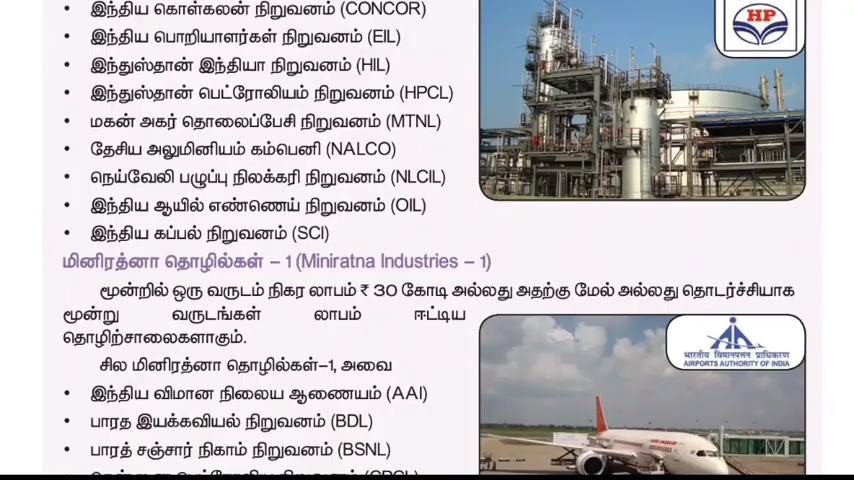 • இந்திய கொள்கலன் நிறுவனம் (CONCOR)
• இந்திய பொறியாளர்கள் நிறுவனம் (EIL)
• இந்துஸ்தான் இந்தியா நிறுவனம் (HIL)
• இந்துஸ்தான் பெட்ரோலியம் நிறுவனம் (HPCL)
• மகன் அகர் தொலைப்பேசி நிறுவனம் (MTNL)
• தேசிய அலுமினியம் கம்பெனி (NALCO)
• நெய்வேலி பழுப்பு நிலக்கரி நிறுவனம் (NLCIL)
• இந்திய ஆயில் எண்ணெய் நிறுவனம் (OIL)
• இந்திய கப்பல் நிறுவனம் (SCI)
HP
மினிரத்னா தொழில்கள் – 1 (Miniratna Industries – 1)
மூன்றில் ஒரு வருடம் நிகர லாபம் ₹ 30 கோடி அல்லது அதற்கு மேல் அல்லது தொடர்ச்சியாக
மூன்று வருடங்கள் லாபம் ஈட்டிய
தொழிற்சாலைகளாகும்.
சில மினிரத்னா தொழில்கள்–1, அவை
• இந்திய விமான நிலைய ஆணையம் (AAI)
• பாரத இயக்கவியல் நிறுவனம் (BDL)
• பாரத் சஞ்சார் நிகாம் நிறுவனம் (BSNL)
भारतीय विमानपत्तन प्राधिकरण
AIRPORTS AUTHORITY OF INDIA